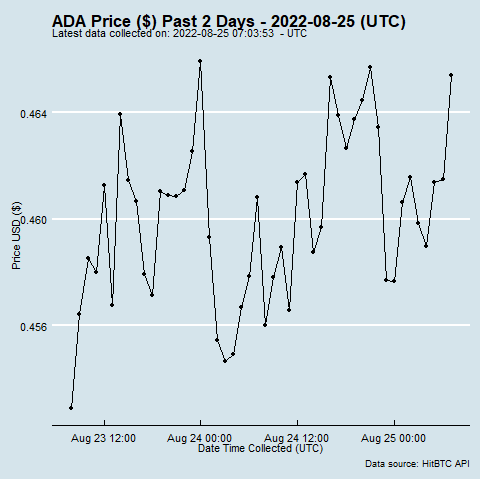 ADA Price ($) Past 2 Days - 2022-08-25 (UTC)
Latest data collected on: 2022-08-25 07:03:53  - UTC
0.464
0.460
0.456
Price USD ($)
Aug 23 12:00
Aug 24 00:00
Aug 24 12:00
Aug 25 00:00
Date Time Collected (UTC)
Data source: HitBTC API